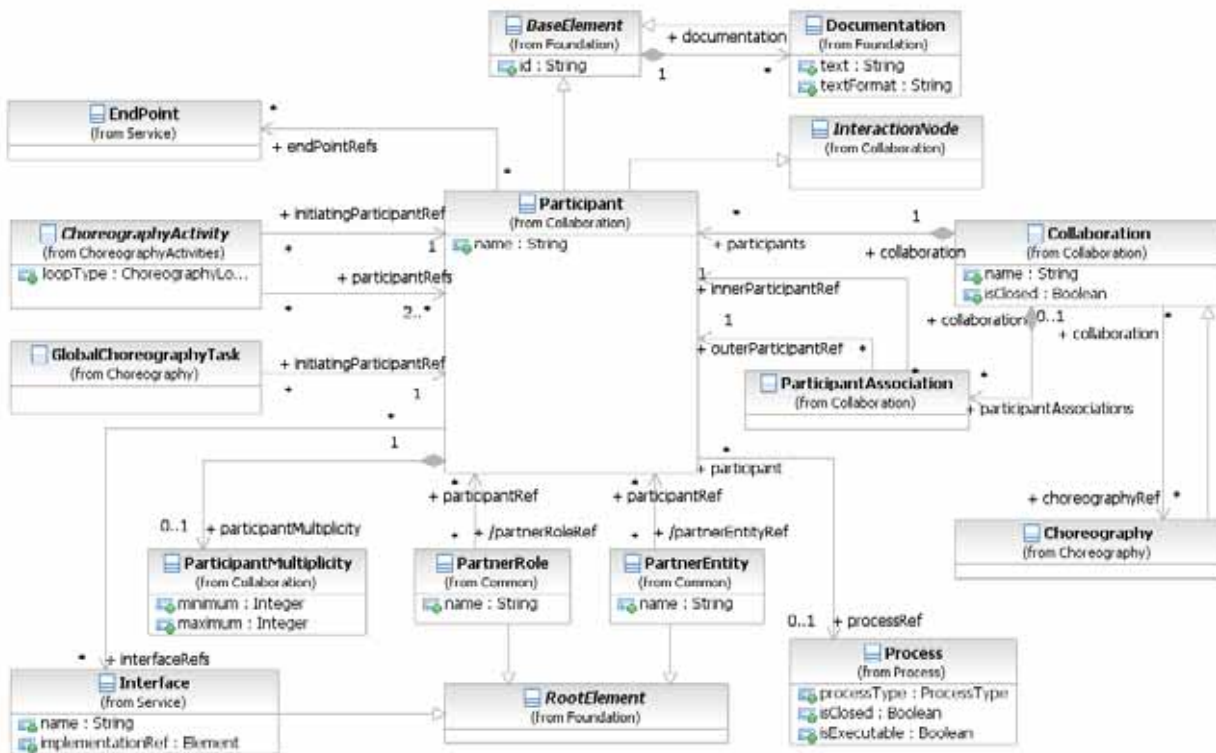 BaseElement
(from Foundation)
id : String
+ documentation
1
*
Documentation
(from Foundation)
text : String
textFormat : String
EndPoint
(from Service)
*
+ endPointRefs
*
InteractionNode
(from Collaboration)
Participant
(from Collaboration)
name : String
ChoreographyActivity
(from ChoreographyActivities)
loopType : ChoreographyLo...
+ initiatingParticipantRef
*
1
+ participantRefs
*
2..*
*
+ participants
1
+ collaboration
Collaboration
(from Collaboration)
name : String
isClosed : Boolean
1
+ innerParticipantRef
*
1
+ outerParticipantRef
*
+ collaboration
0..1
*
+ participantAssociations
*
+ collaboration
GlobalChoreographyTask
(from Choreography)
+ initiatingParticipantRef
*
1
ParticipantAssociation
(from Collaboration)
*
1
*
+ participant
*
+ participantRef
*
+ participantRef
+ choreographyRef
*
Choreography
(from Choreography)
0..1
+ participantMultiplicity
*
+ /partnerRoleRef
*
+ /partnerEntityRef
ParticipantMultiplicity
(from Collaboration)
minimum : Integer
maximum : Integer
PartnerRole
(from Common)
name : String
PartnerEntity
(from Common)
name : String
0..1
+ processRef
*
+ interfaceRefs
Interface
(from Service)
name : String
implementationRef : Element
RootElement
(from Foundation)
Process
(from Process)
processType : ProcessType
isClosed : Boolean
isExecutable : Boolean